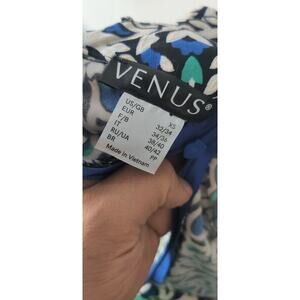 VENUS®
US/GB XS
EUR 32/34
F/B 34/36
IT 38/40
RU/UA 40/42
BR PP
Made in Vietnam